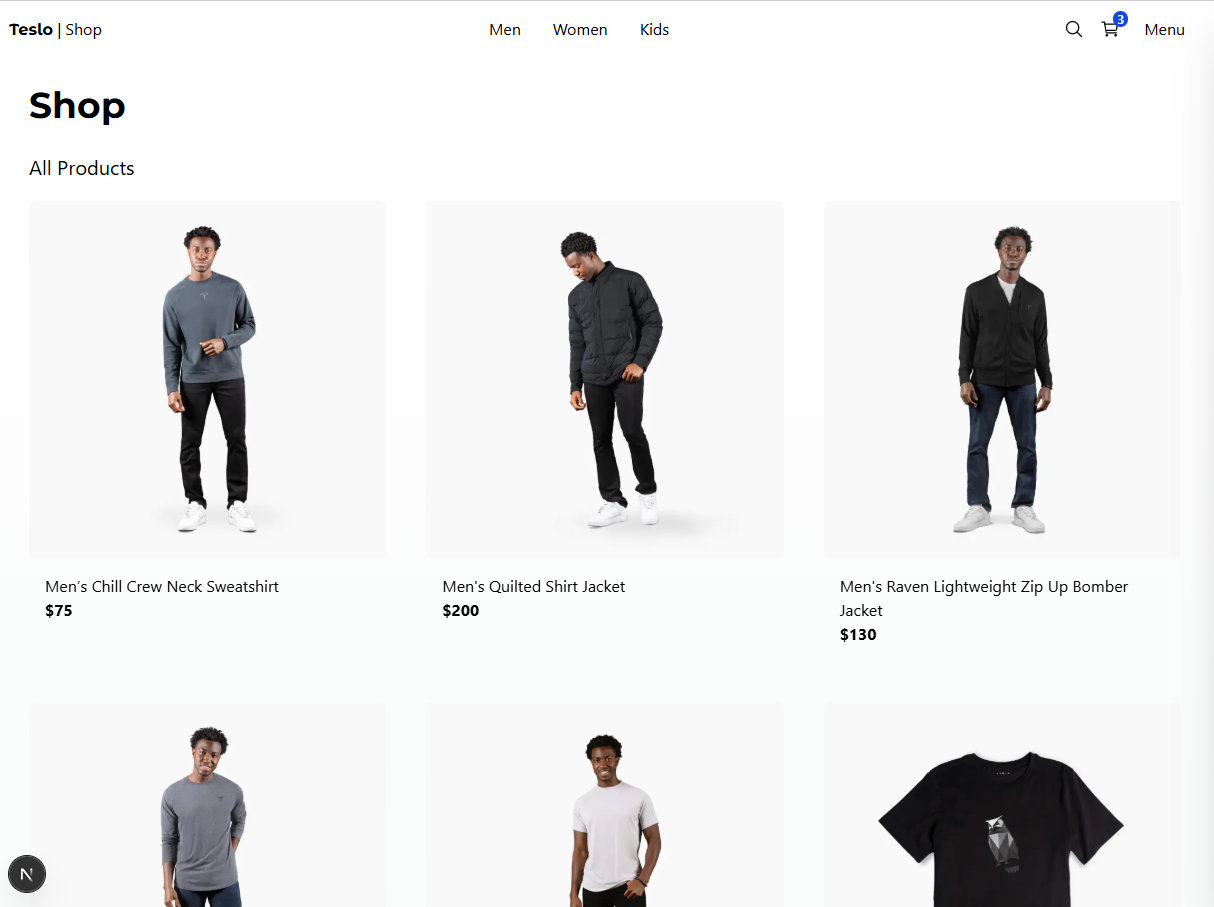 Teslo | Shop
Men
Women
Kids
3
Menu
Shop
All Products
Men's Chill Crew Neck Sweatshirt
$75
Men's Quilted Shirt Jacket
$200
Men's Raven Lightweight Zip Up Bomber
Jacket
$130
N